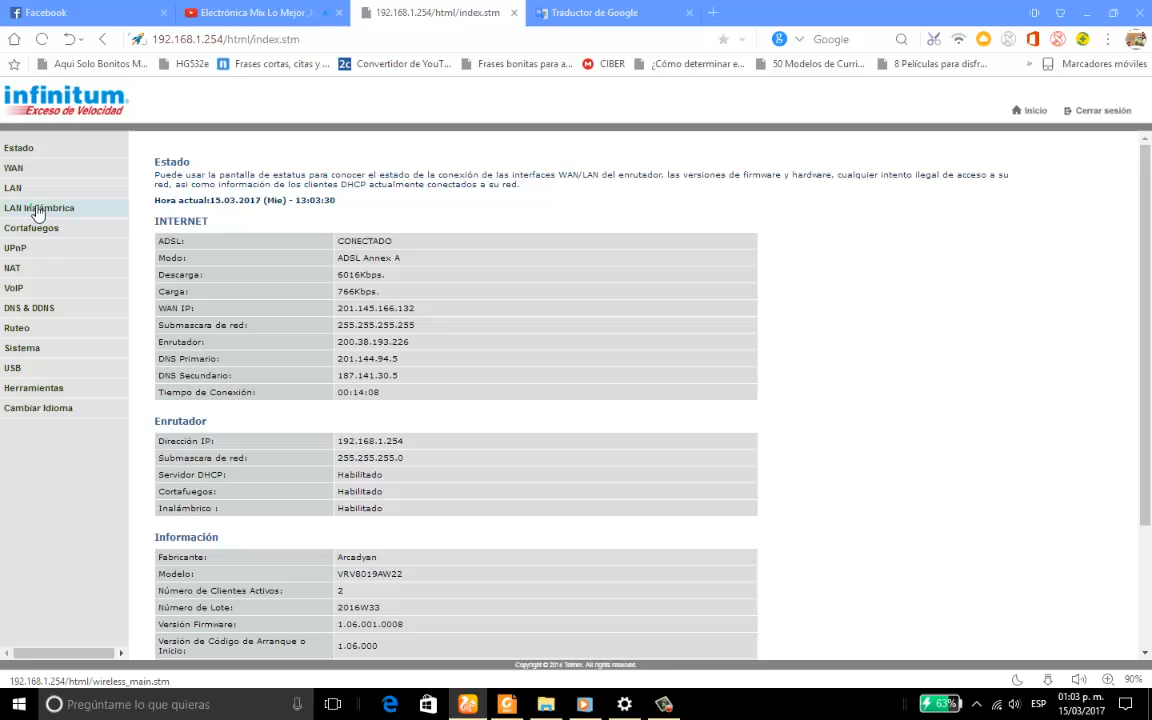 Facebook
Electrónica Mix Lo Mejor
192.168.1.254/html/index.stm
Traductor de Google
192.168.1.254/html/index.stm
Google
Aqui Solo Bonitos M...
HG532e
Frases cortas, citas y ...
2c Convertidor de YouT...
Frases bonitas para a...
CIBER
¿Cómo determinar e...
50 Modelos de Curri...
8 Películas para disfr...
»
Marcadores móviles
infinitum.
Exceso de Velocidad
Inicio
Cerrar sesión
Estado
WAN
LAN
LAN Inalámbrica
Cortafuegos
UPnP
NAT
VoIP
DNS & DDNS
Ruteo
Sistema
USB
Herramientas
Cambiar Idioma
Estado
Puede usar la pantalla de estatus para conocer el estado de la conexión de las interfaces WAN/LAN del enrutador, las versiones de firmware y hardware, cualquier intento ilegal de acceso a su
red, asi como información de los clientes DHCP actualmente conectados a su red.
Hora actual:15.03.2017 (Mie) - 13:03:30
INTERNET
ADSL: CONECTADO
Modo: ADSL Annex A
Descarga: 6016Kbps.
Carga: 766Kbps.
WAN IP: 201.145.166.132
Submascara de red: 255.255.255.255
Enrutador: 200.38.193.226
DNS Primario: 201.144.94.5
DNS Secundario: 187.141.30.5
Tiempo de Conexión: 00:14:08
Enrutador
Dirección IP: 192.168.1.254
Submascara de red: 255.255.255.0
Servidor DHCP: Habilitado
Cortafuegos: Habilitado
Inalámbrico : Habilitado
Información
Fabricante: Arcadyan
Modelo: VRV8019AW22
Número de Clientes Activos: 2
Número de Lote: 2016W33
Versión Firmware: 1.06.001.0008
Versión de Código de Arranque o
Inicio: 1.06.000
Copyright © 2014 Telmex. All rights reserved.
192.168.1.254/html/wireless_main.stm
90%
Pregúntame lo que quieras
63%
ESP
01:03 p. m.
15/03/2017